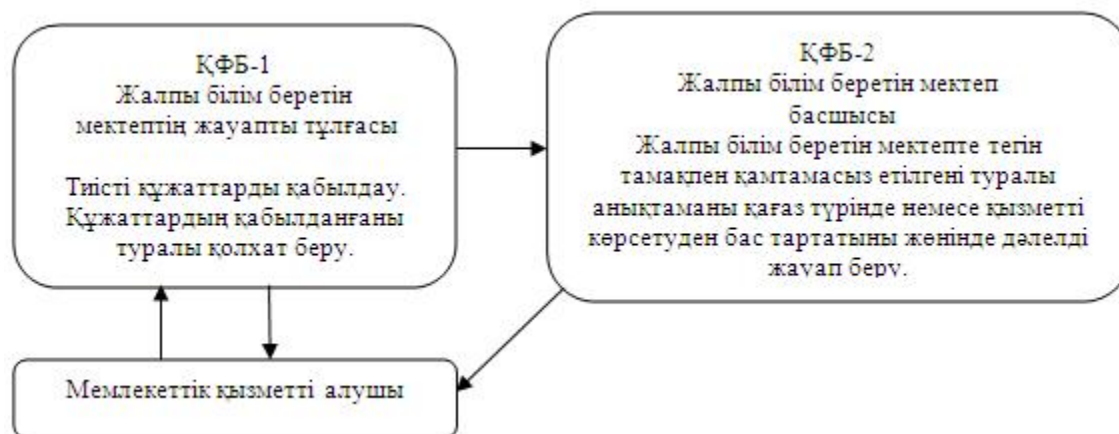 ҚФБ-1
Жалпы білім беретін
мектептің жауапты тұлғасы
Тиісті құжаттарды қабылдау.
Құжаттардың қабылданғаны
туралы қолхат беру.
ҚФБ-2
Жалпы білім беретін мектеп
басшысы
Жалпы білім беретін мектепте тегін
тамақпен қамтамасыз етілгені туралы
анықтаманы қағаз түрінде немесе қызметті
көрсетуден бас тартатыны жөнінде дәлелді
жауап беру.
Мемлекеттік қызметті алушы